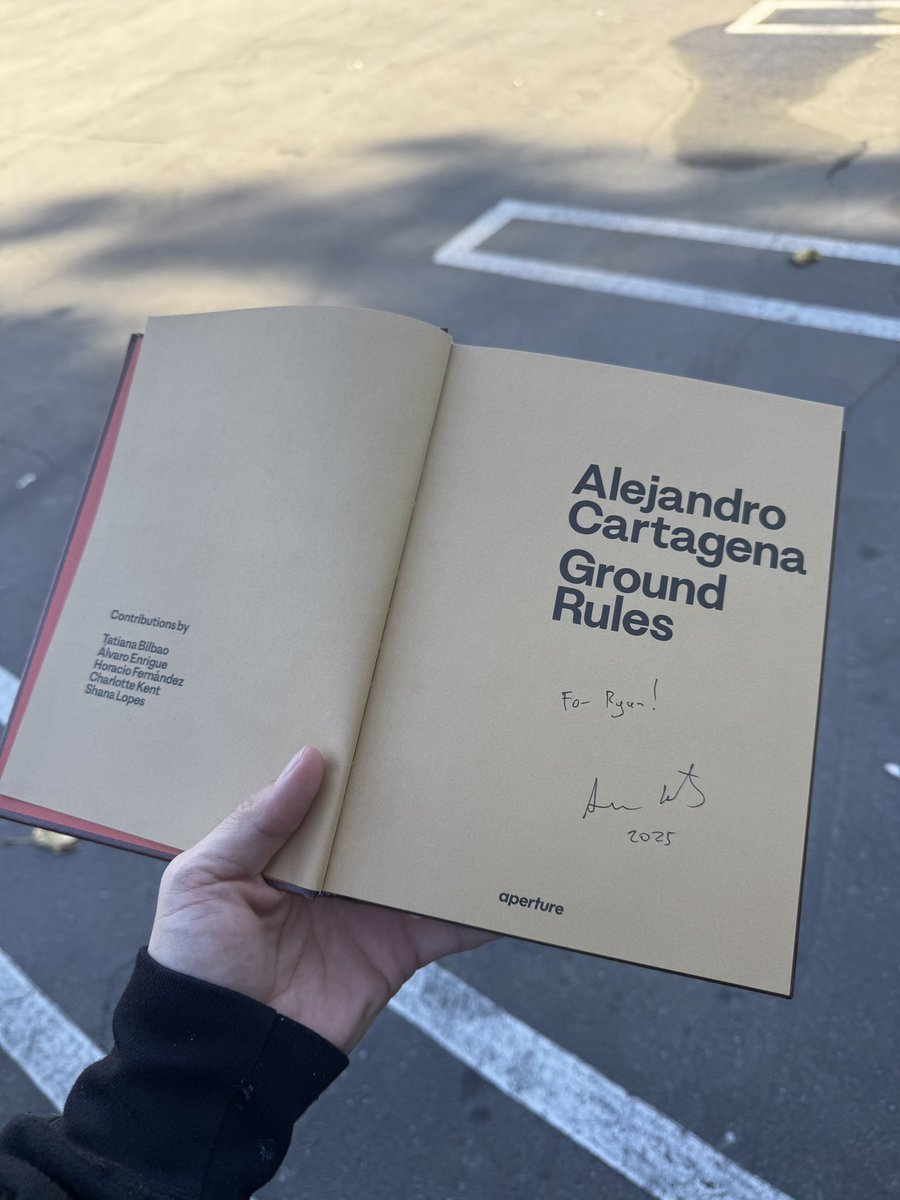 Contributions by
Tatiana Bilbao
Álvaro Enrigue
Horacio Fernández
Charlotte Kent
Shana Lopes
Alejandro
Cartagena
Ground
Rules
For Ryan!
2025
aperture